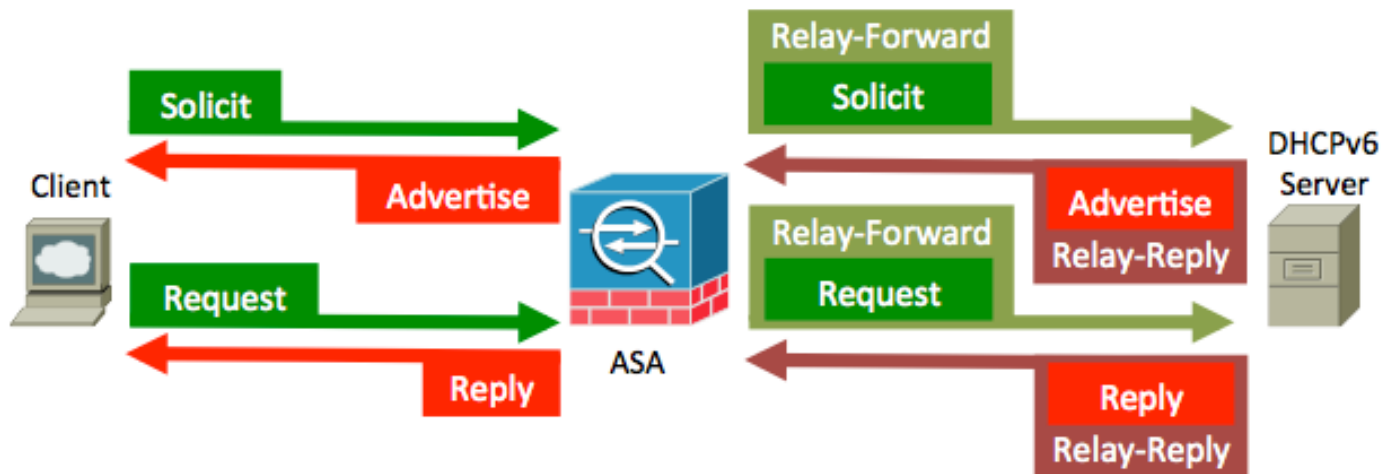 Relay-Forward
Solicit
Solicit
DHCPv6
Server
Client
Advertise
Advertise
Relay-Reply
Relay-Forward
Request
Request
ASA
Reply
Reply
Relay-Reply